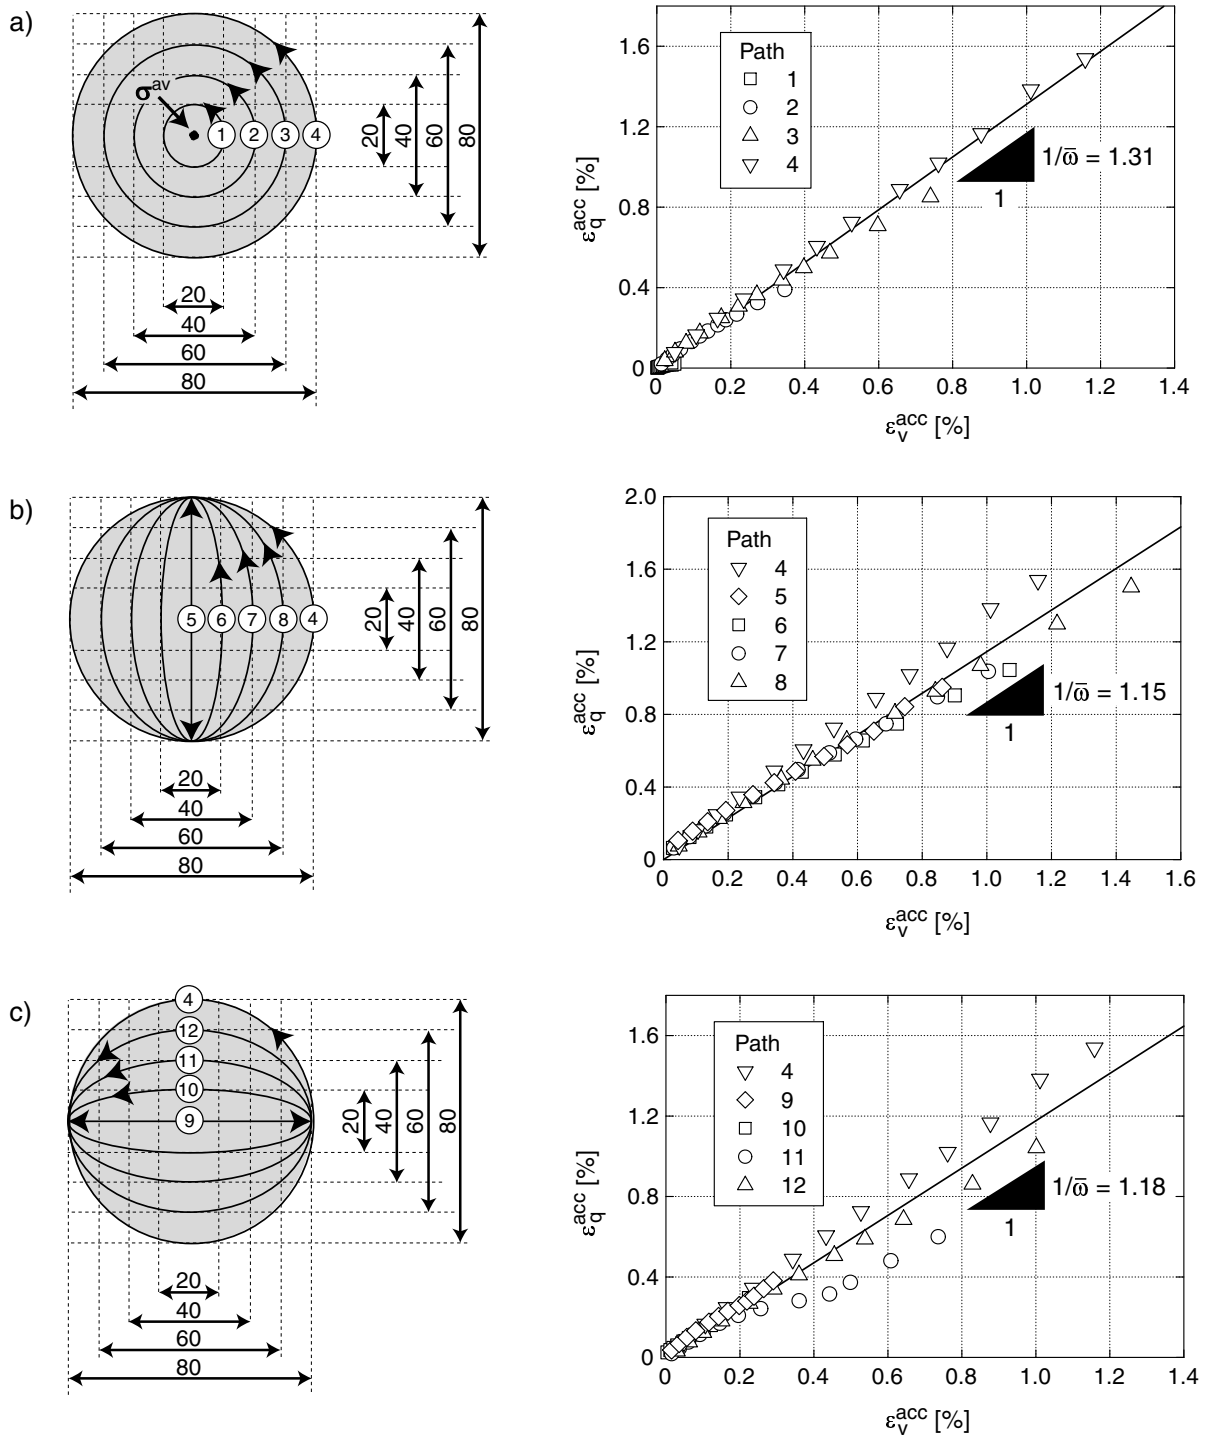 a)
σ^av
1 2 3 4
20 40 60 80
20
40
60
80
ε_q^acc [%]
1.6
1.2
0.8
0.4
0
Path
1
2
3
4
1/ω̄ = 1.31
1
0 0.2 0.4 0.6 0.8 1.0 1.2 1.4
ε_v^acc [%]
b)
5 6 7 8 4
20 40 60 80
20
40
60
80
ε_q^acc [%]
2.0
1.6
1.2
0.8
0.4
0
Path
4
5
6
7
8
1/ω̄ = 1.15
1
0 0.2 0.4 0.6 0.8 1.0 1.2 1.4 1.6
ε_v^acc [%]
c)
4
12
11
10
9
20 40 60 80
20
40
60
80
ε_q^acc [%]
1.6
1.2
0.8
0.4
0
Path
4
9
10
11
12
1/ω̄ = 1.18
1
0 0.2 0.4 0.6 0.8 1.0 1.2 1.4
ε_v^acc [%]